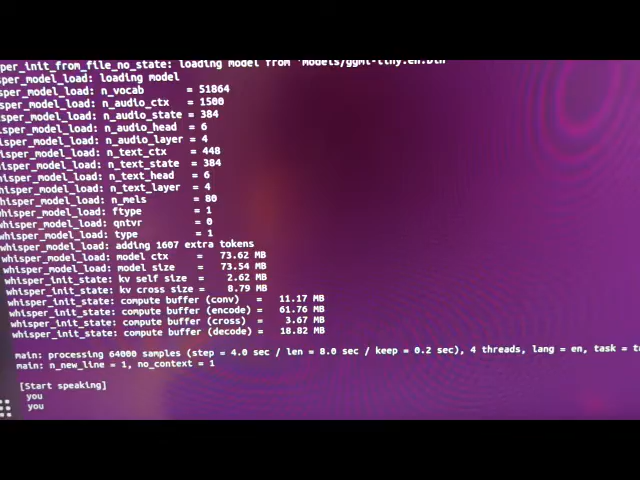 sper_init_from_file_no_state: loading model from 'Models/ggml-tiny.en.bin
sper_model_load: loading model
sper_model_load: n_vocab = 51864
sper_model_load: n_audio_ctx = 1500
sper_model_load: n_audio_state = 384
sper_model_load: n_audio_head = 6
sper_model_load: n_audio_layer = 4
isper_model_load: n_text_ctx = 448
isper_model_load: n_text_state = 384
isper_model_load: n_text_head = 6
hisper_model_load: n_text_layer = 4
hisper_model_load: n_mels = 80
hisper_model_load: ftype = 1
hisper_model_load: qntvr = 0
hisper_model_load: type = 1
whisper_model_load: adding 1607 extra tokens
whisper_model_load: model ctx = 73.62 MB
whisper_model_load: model size = 73.54 MB
whisper_init_state: kv self size = 2.62 MB
whisper_init_state: kv cross size = 8.79 MB
whisper_init_state: compute buffer (conv) = 11.17 MB
whisper_init_state: compute buffer (encode) = 61.76 MB
whisper_init_state: compute buffer (cross) = 3.67 MB
whisper_init_state: compute buffer (decode) = 18.82 MB
main: processing 64000 samples (step = 4.0 sec / len = 8.0 sec / keep = 0.2 sec), 4 threads, lang = en, task = t
main: n_new_line = 1, no_context = 1
[Start speaking]
you
you